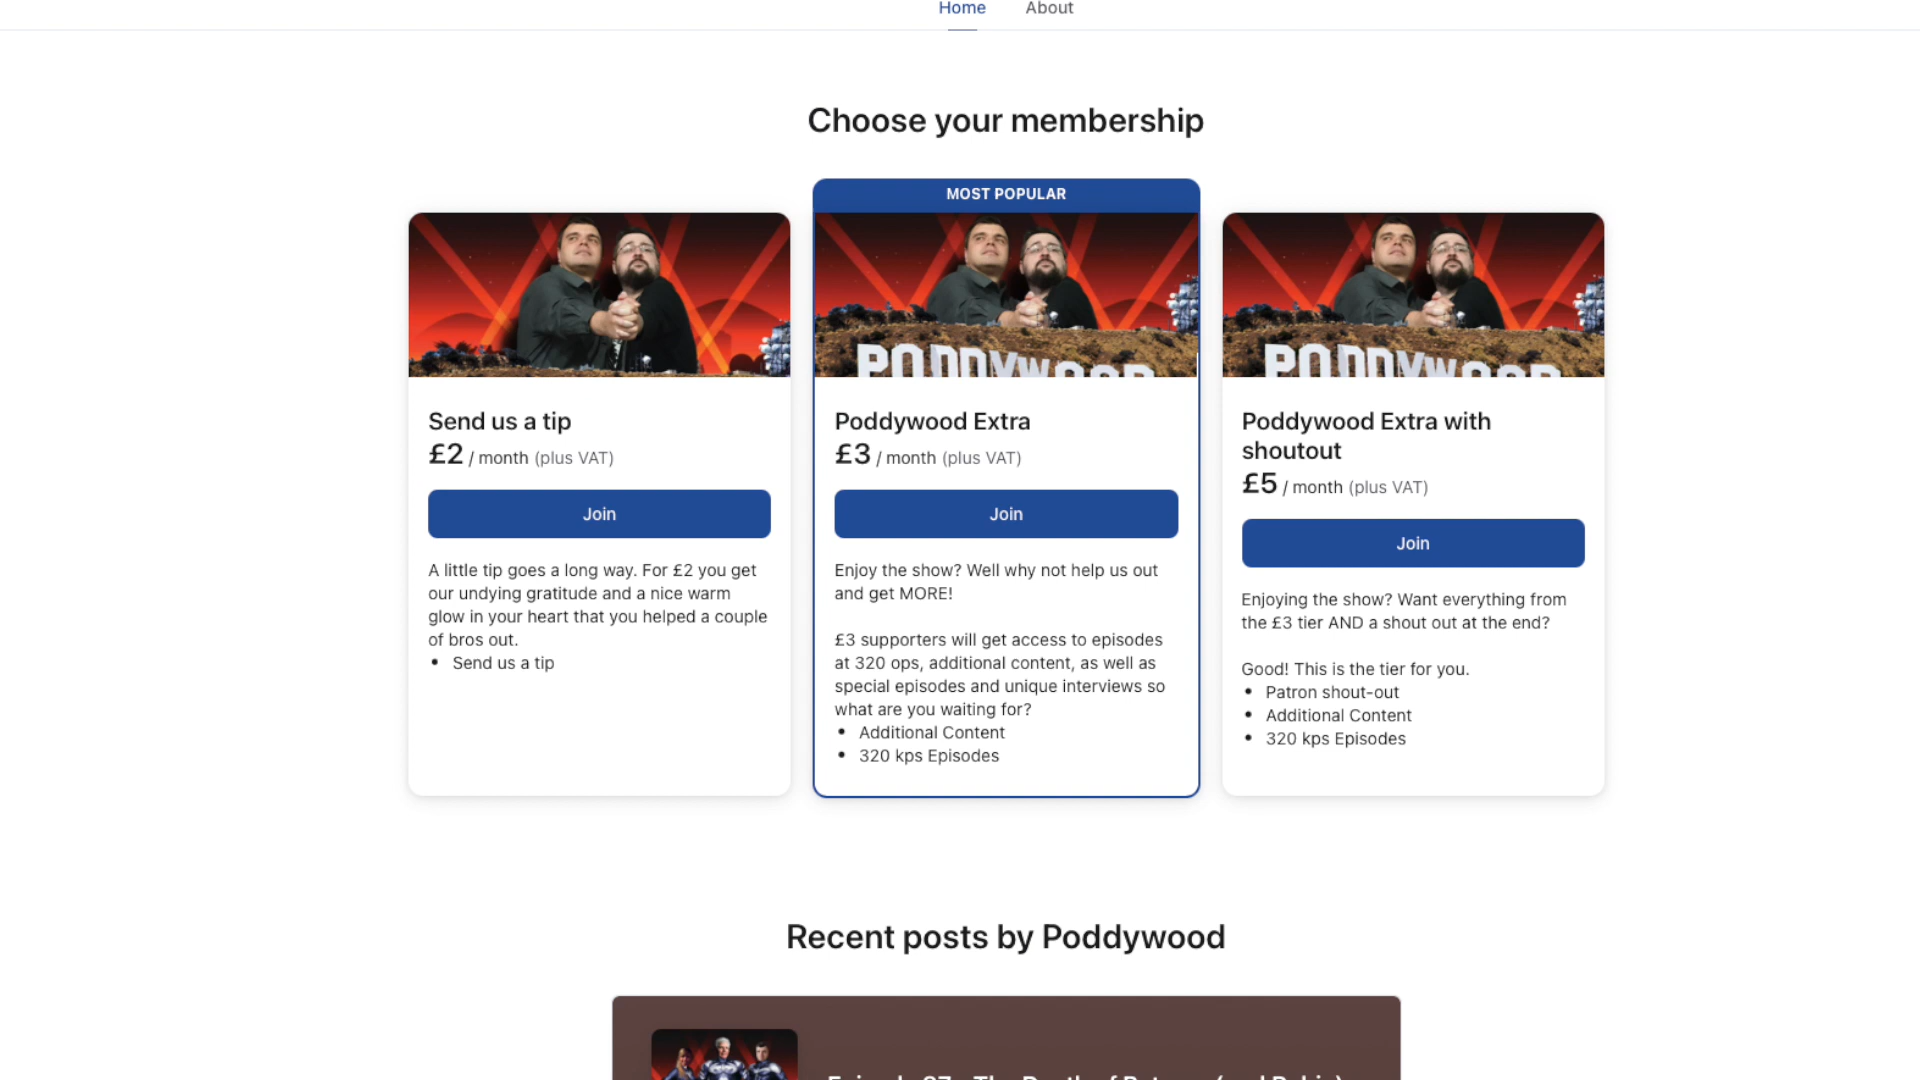 Home About
Choose your membership
MOST POPULAR
Send us a tip
£2 / month (plus VAT)
Join
A little tip goes a long way. For £2 you get
our undying gratitude and a nice warm
glow in your heart that you helped a couple
of bros out.
• Send us a tip
PODDYWOOD
Poddywood Extra
£3 / month (plus VAT)
Join
Enjoy the show? Well why not help us out
and get MORE!
£3 supporters will get access to episodes
at 320 ops, additional content, as well as
special episodes and unique interviews so
what are you waiting for?
• Additional Content
• 320 kps Episodes
PODDYWOOD
Poddywood Extra with
shoutout
£5 / month (plus VAT)
Join
Enjoying the show? Want everything from
the £3 tier AND a shout out at the end?
Good! This is the tier for you.
• Patron shout-out
• Additional Content
• 320 kps Episodes
Recent posts by Poddywood